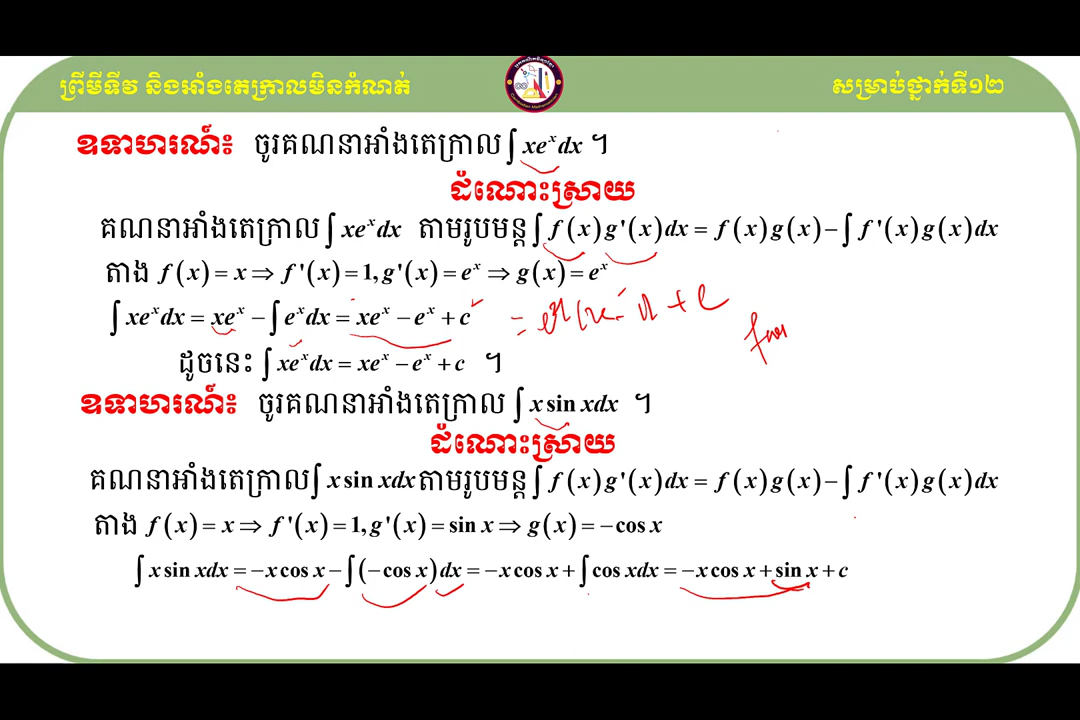 ព្រីមីទីវ និងអាំងតេក្រាលមិនកំណត់
សម្រាប់ថ្នាក់ទី១២
ឧទាហរណ៍៖ ចូរគណនាអាំងតេក្រាល ∫xeˣdx ។
ដំណោះស្រាយ
គណនាអាំងតេក្រាល ∫xeˣdx តាមរូបមន្ត ∫f(x)g'(x)dx = f(x)g(x) − ∫f'(x)g(x)dx
តាង f(x) = x ⇒ f'(x) = 1, g'(x) = eˣ ⇒ g(x) = eˣ
∫xeˣdx = xeˣ − ∫eˣdx = xeˣ − eˣ + c
ដូចនេះ ∫xeˣdx = xeˣ − eˣ + c ។
ឧទាហរណ៍៖ ចូរគណនាអាំងតេក្រាល ∫x sin xdx ។
ដំណោះស្រាយ
គណនាអាំងតេក្រាល ∫x sin xdx តាមរូបមន្ត ∫f(x)g'(x)dx = f(x)g(x) − ∫f'(x)g(x)dx
តាង f(x) = x ⇒ f'(x) = 1, g'(x) = sin x ⇒ g(x) = −cos x
∫x sin xdx = −x cos x − ∫(−cos x)dx = −x cos x + ∫cos xdx = −x cos x + sin x + c